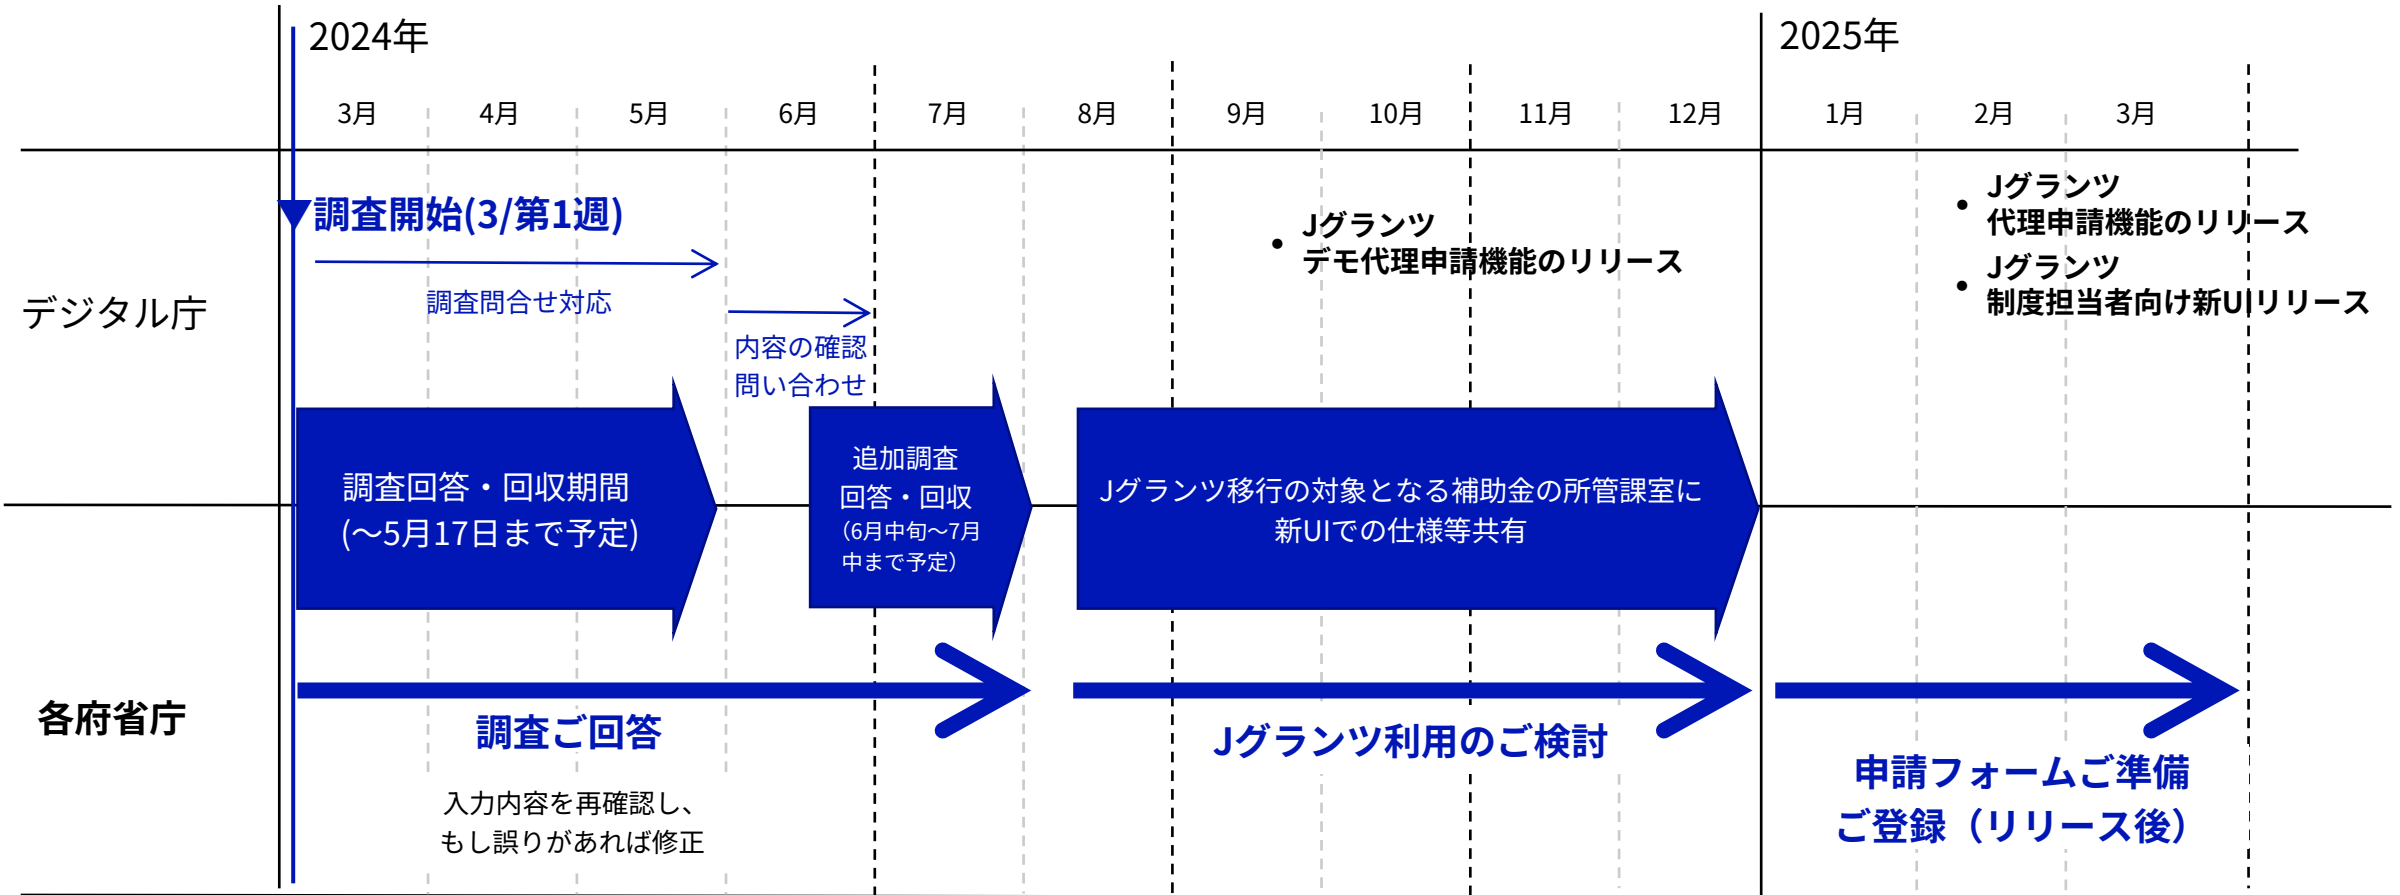 2024年
2025年
3月
4月
5月
6月
7月
8月
9月
10月
11月
12月
1月
2月
3月
デジタル庁
調査開始(3/第1週)
調査問合せ対応
内容の確認
問い合わせ
• Jグランツ
デモ代理申請機能のリリース
• Jグランツ
代理申請機能のリリース
• Jグランツ
制度担当者向け新UIリリース
調査回答・回収期間
(～5月17日まで予定)
追加調査
回答・回収
（6月中旬～7月
中まで予定）
Jグランツ移行の対象となる補助金の所管課室に
新UIでの仕様等共有
各府省庁
調査ご回答
入力内容を再確認し、
もし誤りがあれば修正
Jグランツ利用のご検討
申請フォームご準備
ご登録（リリース後）